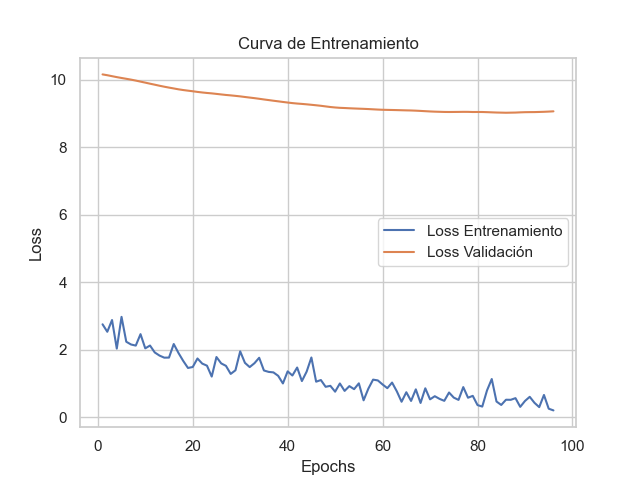 Curva de Entrenamiento
10
8
6
4
2
0
Loss
Loss Entrenamiento
Loss Validación
0 20 40 60 80 100
Epochs